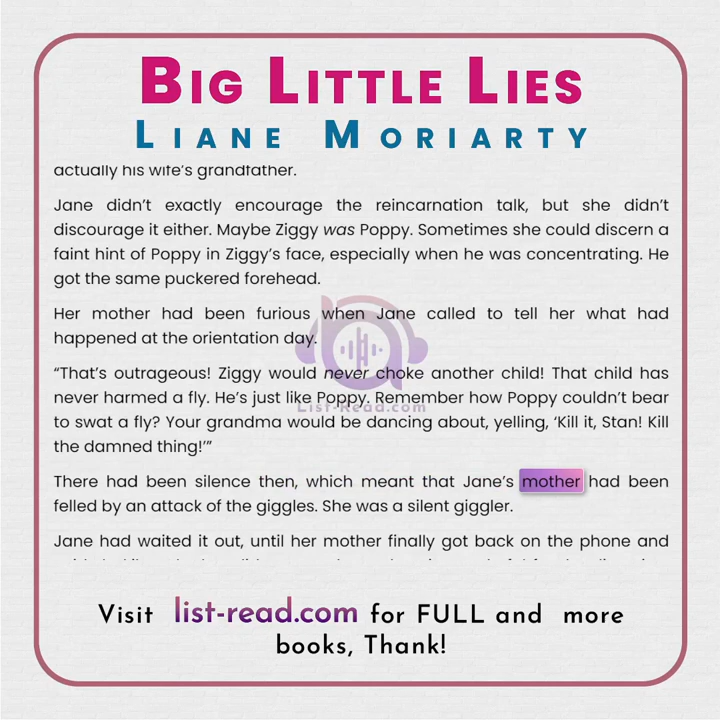 BIG LITTLE LIES
LIANE MORIARTY
actually his wife's grandfather.
Jane didn't exactly encourage the reincarnation talk, but she didn't
discourage it either. Maybe Ziggy was Poppy. Sometimes she could discern a
faint hint of Poppy in Ziggy's face, especially when he was concentrating. He
got the same puckered forehead.
Her mother had been furious when Jane called to tell her what had
happened at the orientation day.
“That's outrageous! Ziggy would never choke another child! That child has
never harmed a fly. He's just like Poppy. Remember how Poppy couldn't bear
List-Read.com
to swat a fly? Your grandma would be dancing about, yelling, ‘Kill it, Stan! Kill
the damned thing!’”
There had been silence then, which meant that Jane's mother had been
felled by an attack of the giggles. She was a silent giggler.
Jane had waited it out, until her mother finally got back on the phone and
Visit list-read.com for FULL and more
books, Thank!